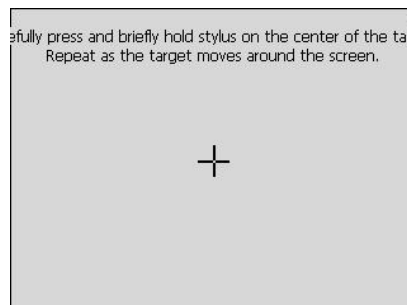 efully press and briefly hold stylus on the center of the ta
Repeat as the target moves around the screen.